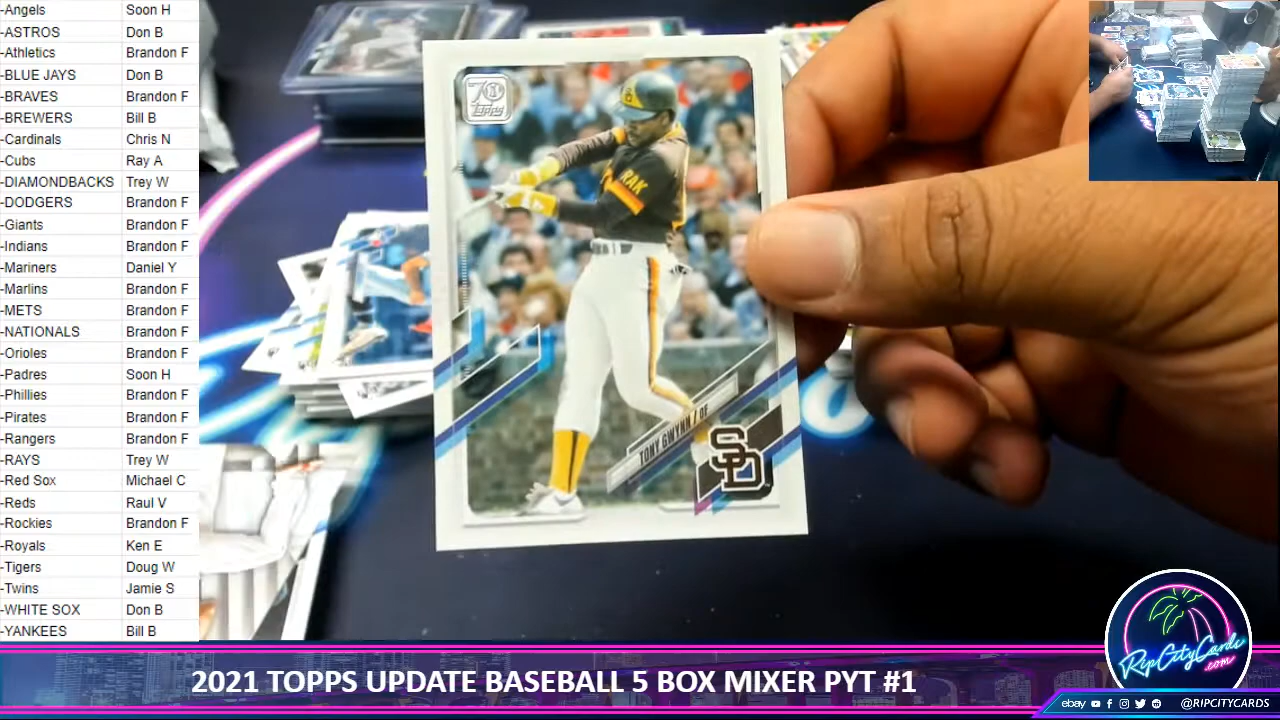 -Angels Soon H
-ASTROS Don B
-Athletics Brandon F
-BLUE JAYS Don B
-BRAVES Brandon F
-BREWERS Bill B
-Cardinals Chris N
-Cubs Ray A
-DIAMONDBACKS Trey W
-DODGERS Brandon F
-Giants Brandon F
-Indians Brandon F
-Mariners Daniel Y
-Marlins Brandon F
-METS Brandon F
-NATIONALS Brandon F
-Orioles Brandon F
-Padres Soon H
-Phillies Brandon F
-Pirates Brandon F
-Rangers Brandon F
-RAYS Trey W
-Red Sox Michael C
-Reds Raul V
-Rockies Brandon F
-Royals Ken E
-Tigers Doug W
-Twins Jamie S
-WHITE SOX Don B
-YANKEES Bill B
70
Topps
SD
RAK
TONY GWYNN / OF
SD
RipCityCards
.com
2021 TOPPS UPDATE BASEBALL 5 BOX MIXER PYT #1
ebay @RIPCITYCARDS